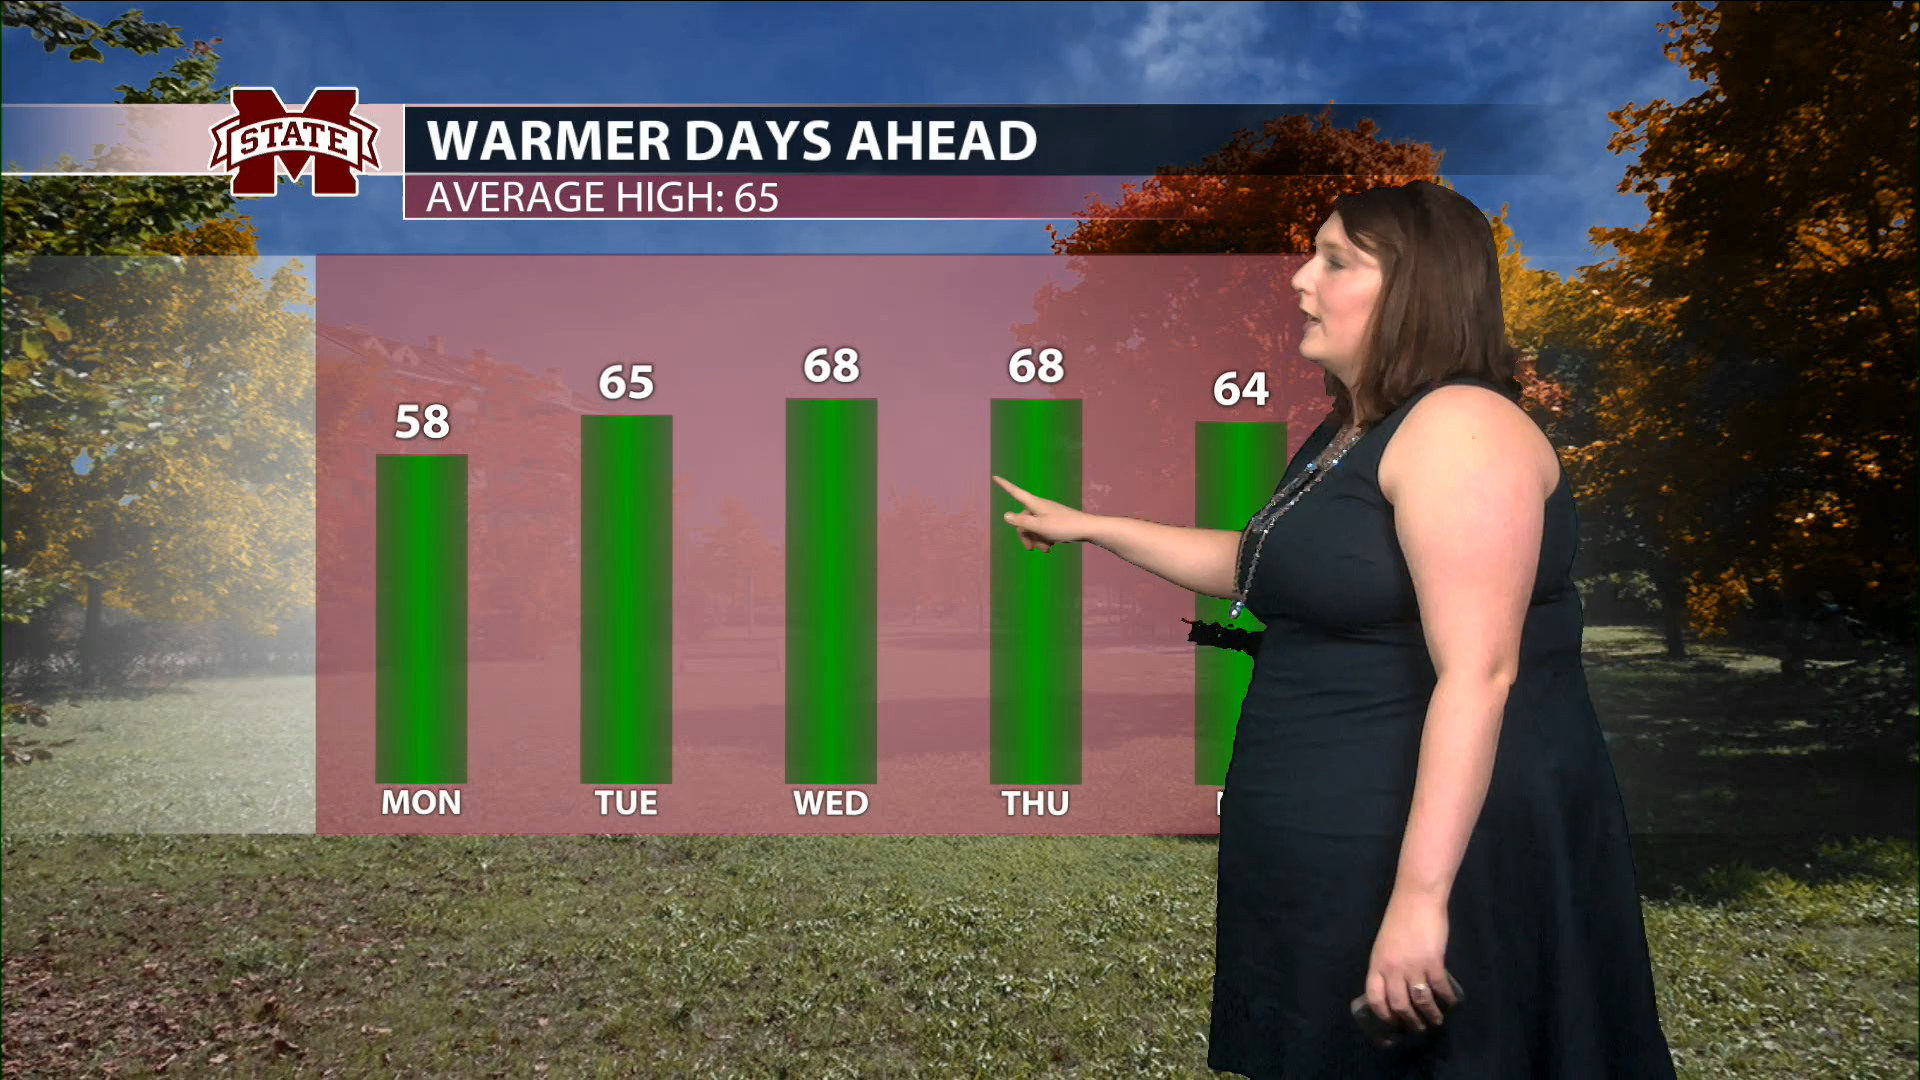 STATE
WARMER DAYS AHEAD
AVERAGE HIGH: 65
58
65
68
68
64
MON
TUE
WED
THU